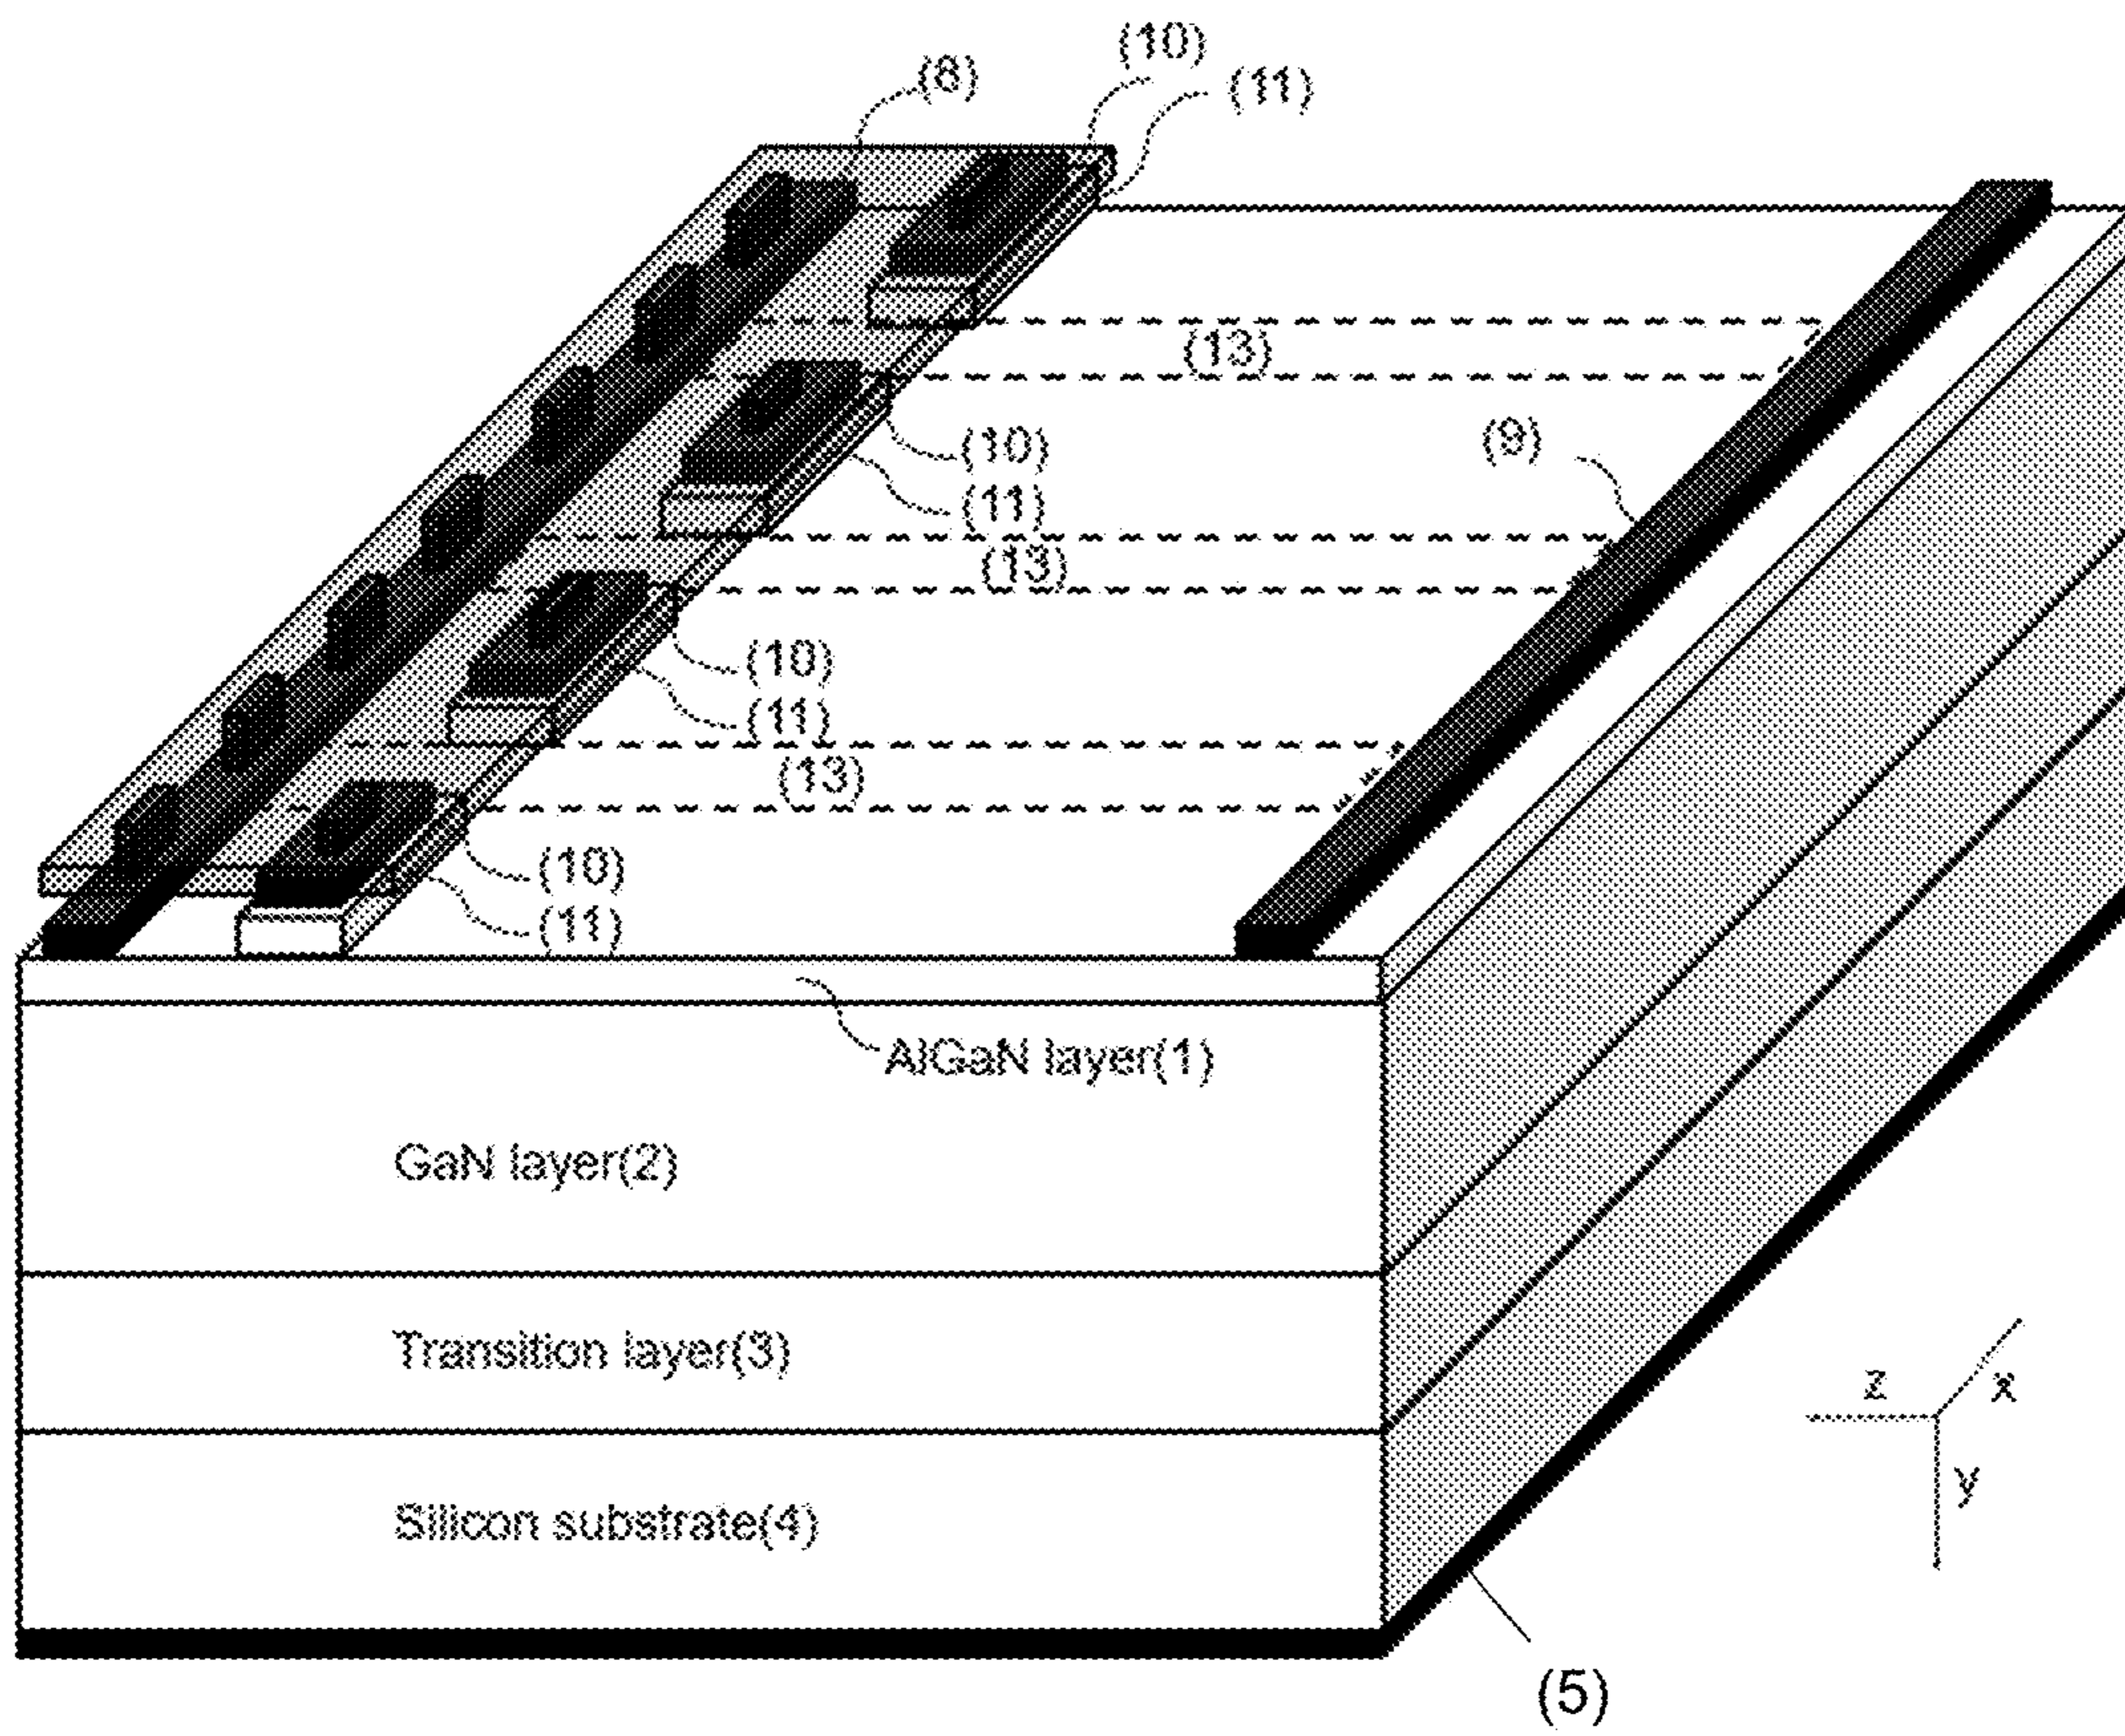 (10)
(8)
(11)
(13)
(9)
(10)
(11)
(13)
(10)
(11)
(13)
(10)
(11)
AlGaN layer(1)
GaN layer(2)
Transition layer(3)
z
x
y
Silicon substrate(4)
(5)